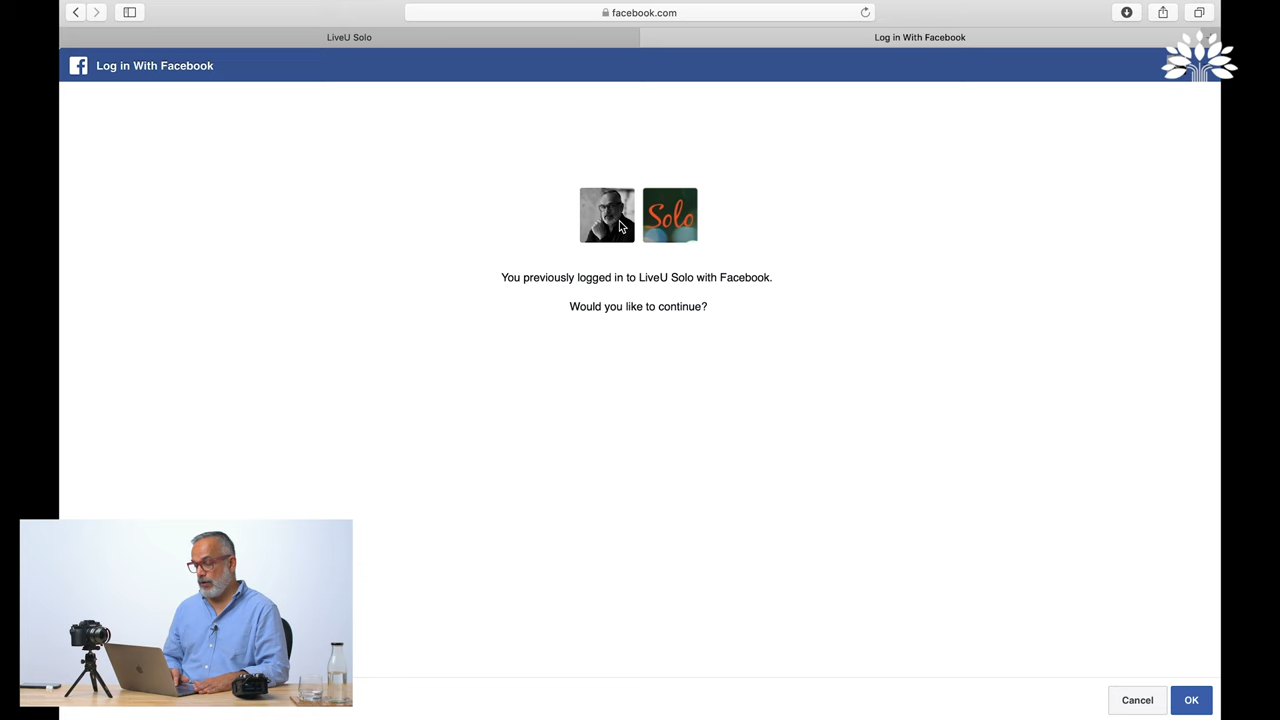 facebook.com
LiveU Solo
Log in With Facebook
Log in With Facebook
Solo
You previously logged in to LiveU Solo with Facebook.
Would you like to continue?
Cancel
OK